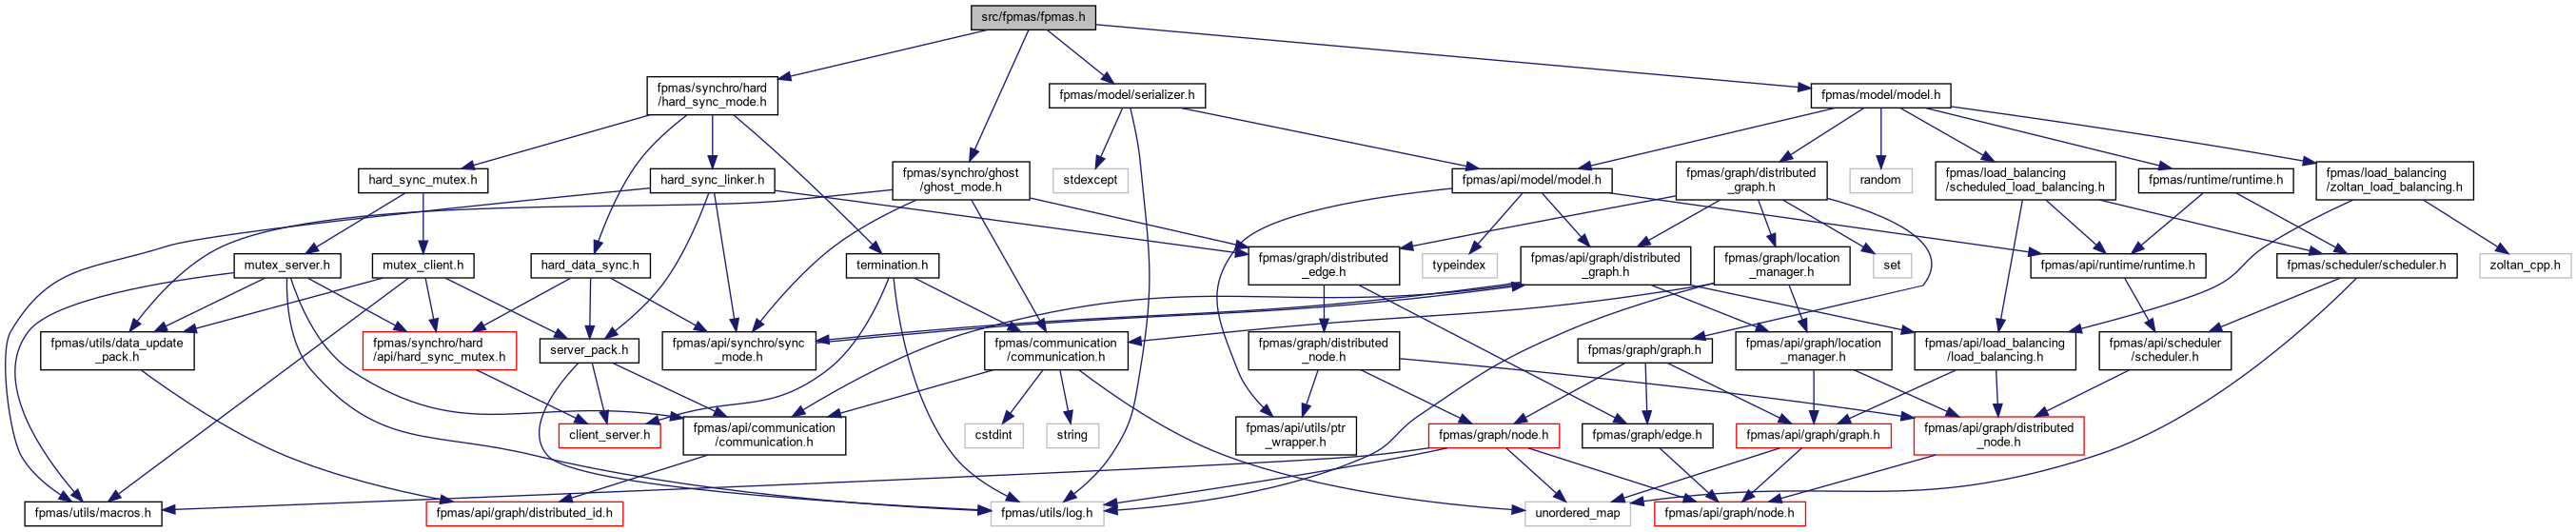 src/fpmas/fpmas.h
fpmas/synchro/hard
/hard_sync_mode.h
fpmas/model/serializer.h
fpmas/model/model.h
hard_sync_mutex.h
hard_sync_linker.h
fpmas/synchro/ghost
/ghost_mode.h
stdexcept
fpmas/api/model/model.h
fpmas/graph/distributed
_graph.h
random
fpmas/load_balancing
/scheduled_load_balancing.h
fpmas/runtime/runtime.h
fpmas/load_balancing
/zoltan_load_balancing.h
mutex_server.h
mutex_client.h
hard_data_sync.h
termination.h
fpmas/graph/distributed
_edge.h
typeindex
fpmas/api/graph/distributed
_graph.h
fpmas/graph/location
_manager.h
set
fpmas/api/runtime/runtime.h
fpmas/scheduler/scheduler.h
zoltan_cpp.h
fpmas/utils/data_update
_pack.h
fpmas/synchro/hard
/api/hard_sync_mutex.h
server_pack.h
fpmas/api/synchro/sync
_mode.h
fpmas/communication
/communication.h
fpmas/graph/distributed
_node.h
fpmas/graph/graph.h
fpmas/api/graph/location
_manager.h
fpmas/api/load_balancing
/load_balancing.h
fpmas/api/scheduler
/scheduler.h
client_server.h
fpmas/api/communication
/communication.h
cstdint
string
fpmas/api/utils/ptr
_wrapper.h
fpmas/graph/node.h
fpmas/graph/edge.h
fpmas/api/graph/graph.h
fpmas/api/graph/distributed
_node.h
fpmas/utils/macros.h
fpmas/api/graph/distributed_id.h
fpmas/utils/log.h
unordered_map
fpmas/api/graph/node.h